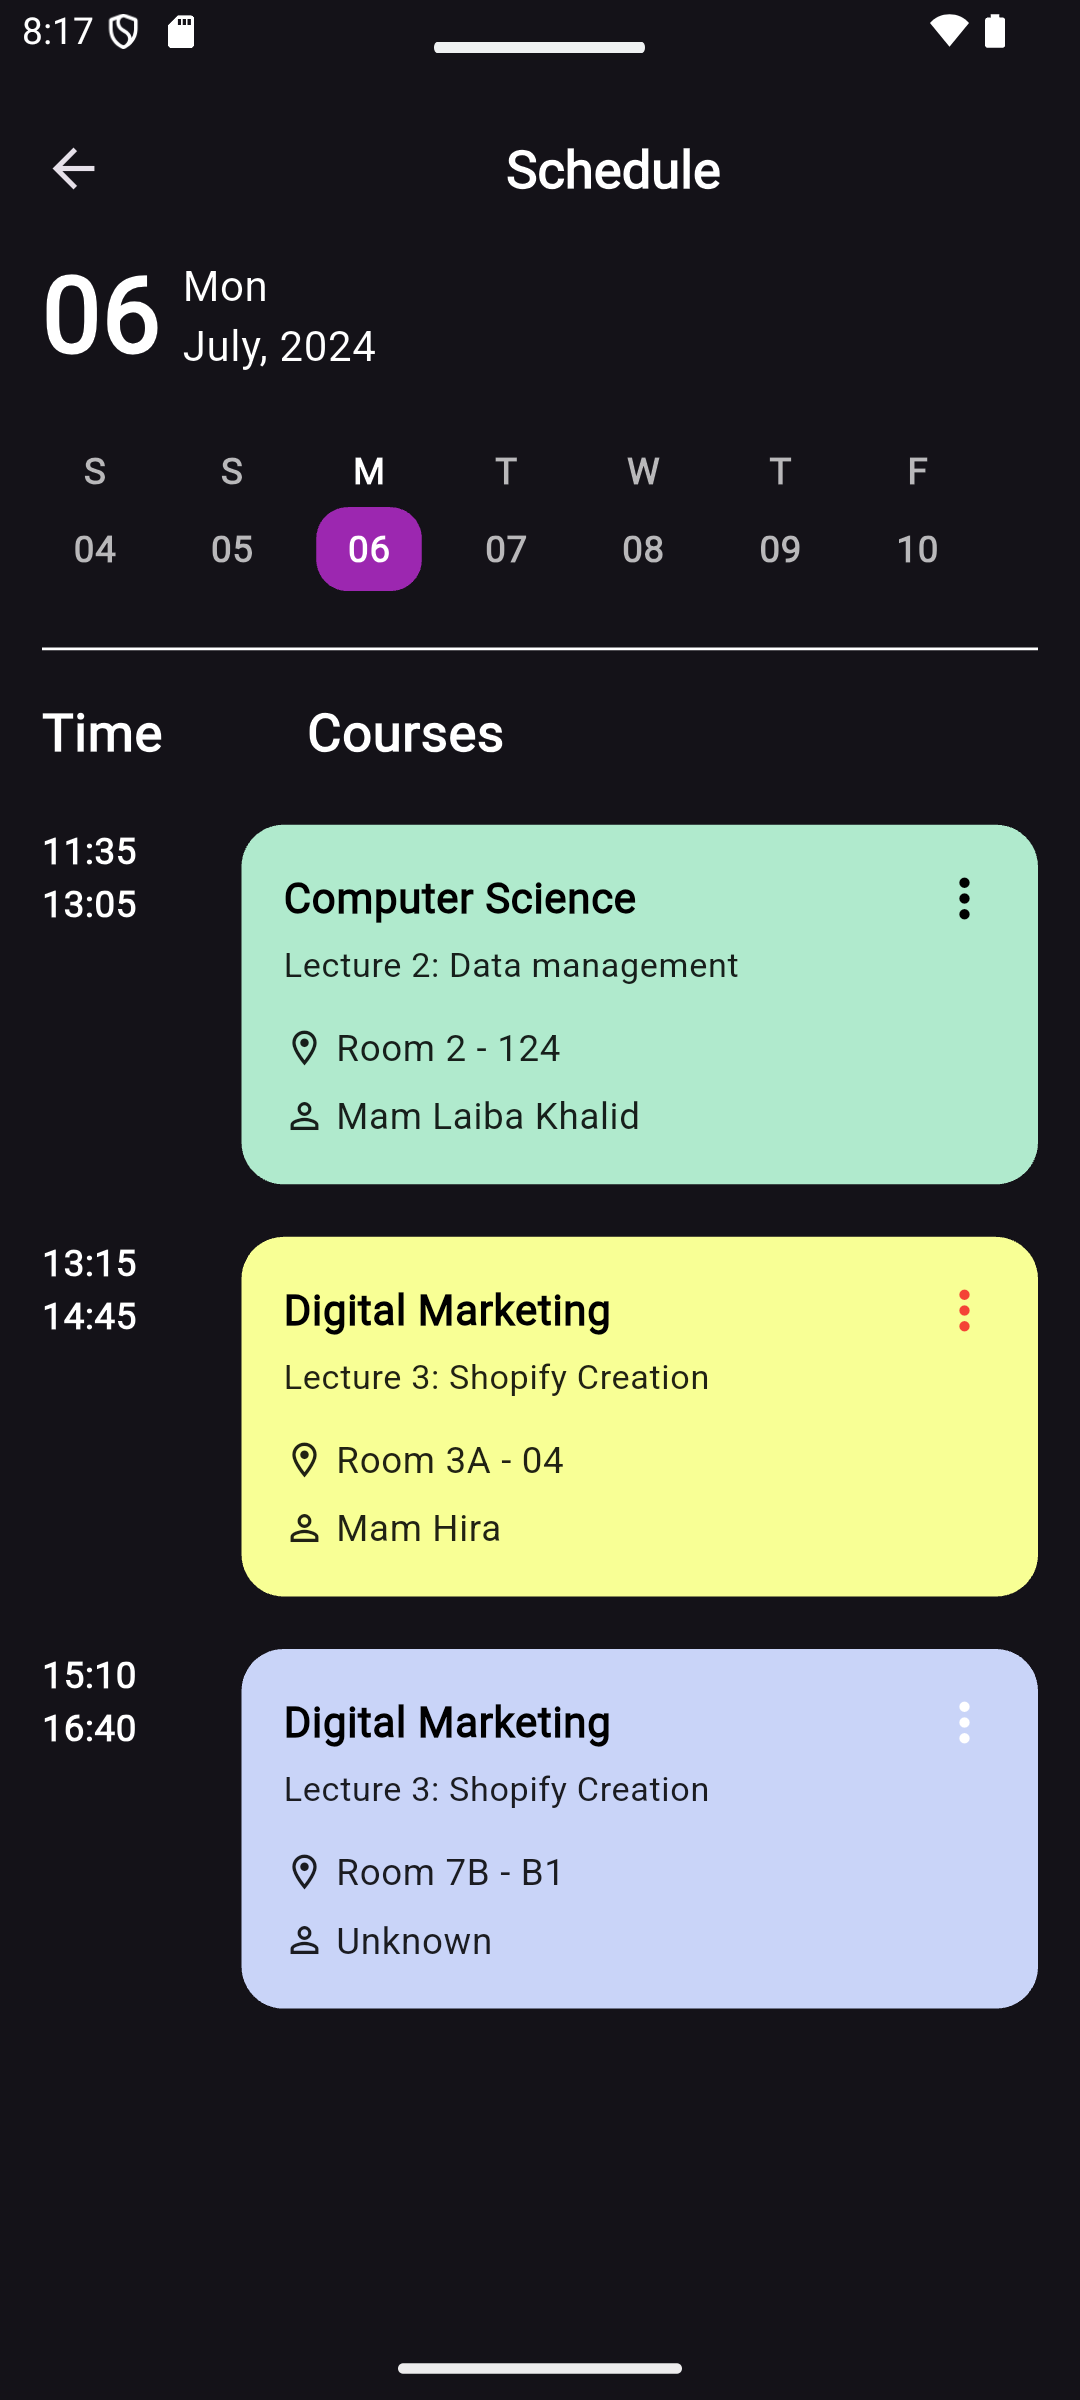 8:17
Schedule
06
Mon
July, 2024
S S M T W T F
04 05 06 07 08 09 10
Time Courses
11:35
13:05
Computer Science
Lecture 2: Data management
Room 2 - 124
Mam Laiba Khalid
13:15
14:45
Digital Marketing
Lecture 3: Shopify Creation
Room 3A - 04
Mam Hira
15:10
16:40
Digital Marketing
Lecture 3: Shopify Creation
Room 7B - B1
Unknown